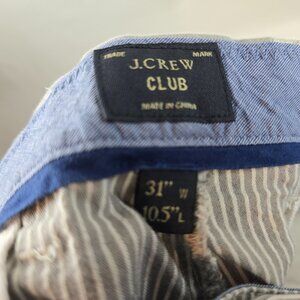 TRADE MARK
J.CREW
CLUB
MADE IN CHINA
31" W
10.5" L